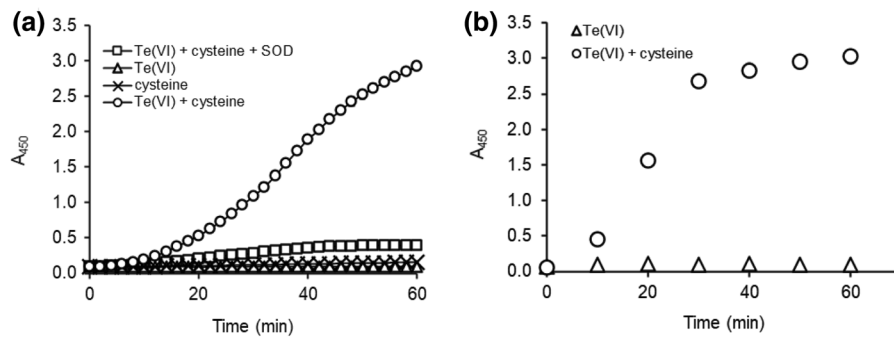 (a)
3.5
3.0
2.5
2.0
1.5
1.0
0.5
0.0
A450
Te(VI) + cysteine + SOD
Te(VI)
cysteine
Te(VI) + cysteine
0 20 40 60
Time (min)
(b)
3.5
3.0
2.5
2.0
1.5
1.0
0.5
0.0
A450
Te(VI)
Te(VI) + cysteine
0 20 40 60
Time (min)